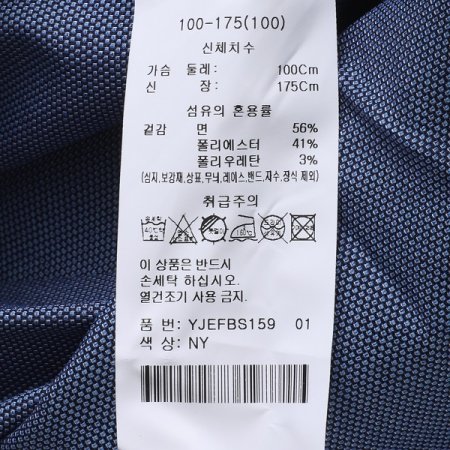 100-175(100)
신체치수
가슴 둘레: 100Cm
신 장: 175Cm
섬유의 혼용률
겉감 면 56%
폴리에스터 41%
폴리우레탄 3%
(심지,보강재,상표,무늬,레이스,밴드,자수,장식 제외)
취급주의
이 상품은 반드시
손세탁 하십시오.
열건조기 사용 금지.
품 번: YJEFBS159 01
색 상: NY